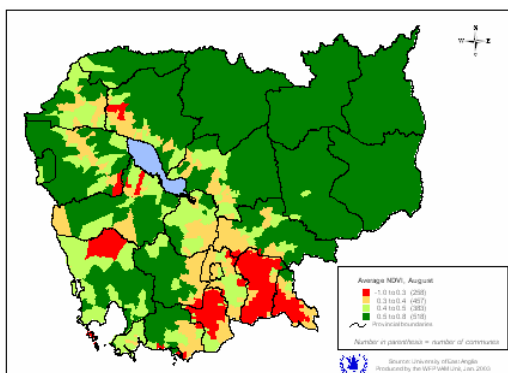 N
W E
S
Average NDVI, August
-1.0 to 0.3 (258)
0.3 to 0.4 (457)
0.4 to 0.5 (383)
0.5 to 0.8 (518)
Provincial boundaries
Number in parenthesis = number of communes
Source: University of East Anglia
Produced by the WFP VAM Unit, Jan. 2003